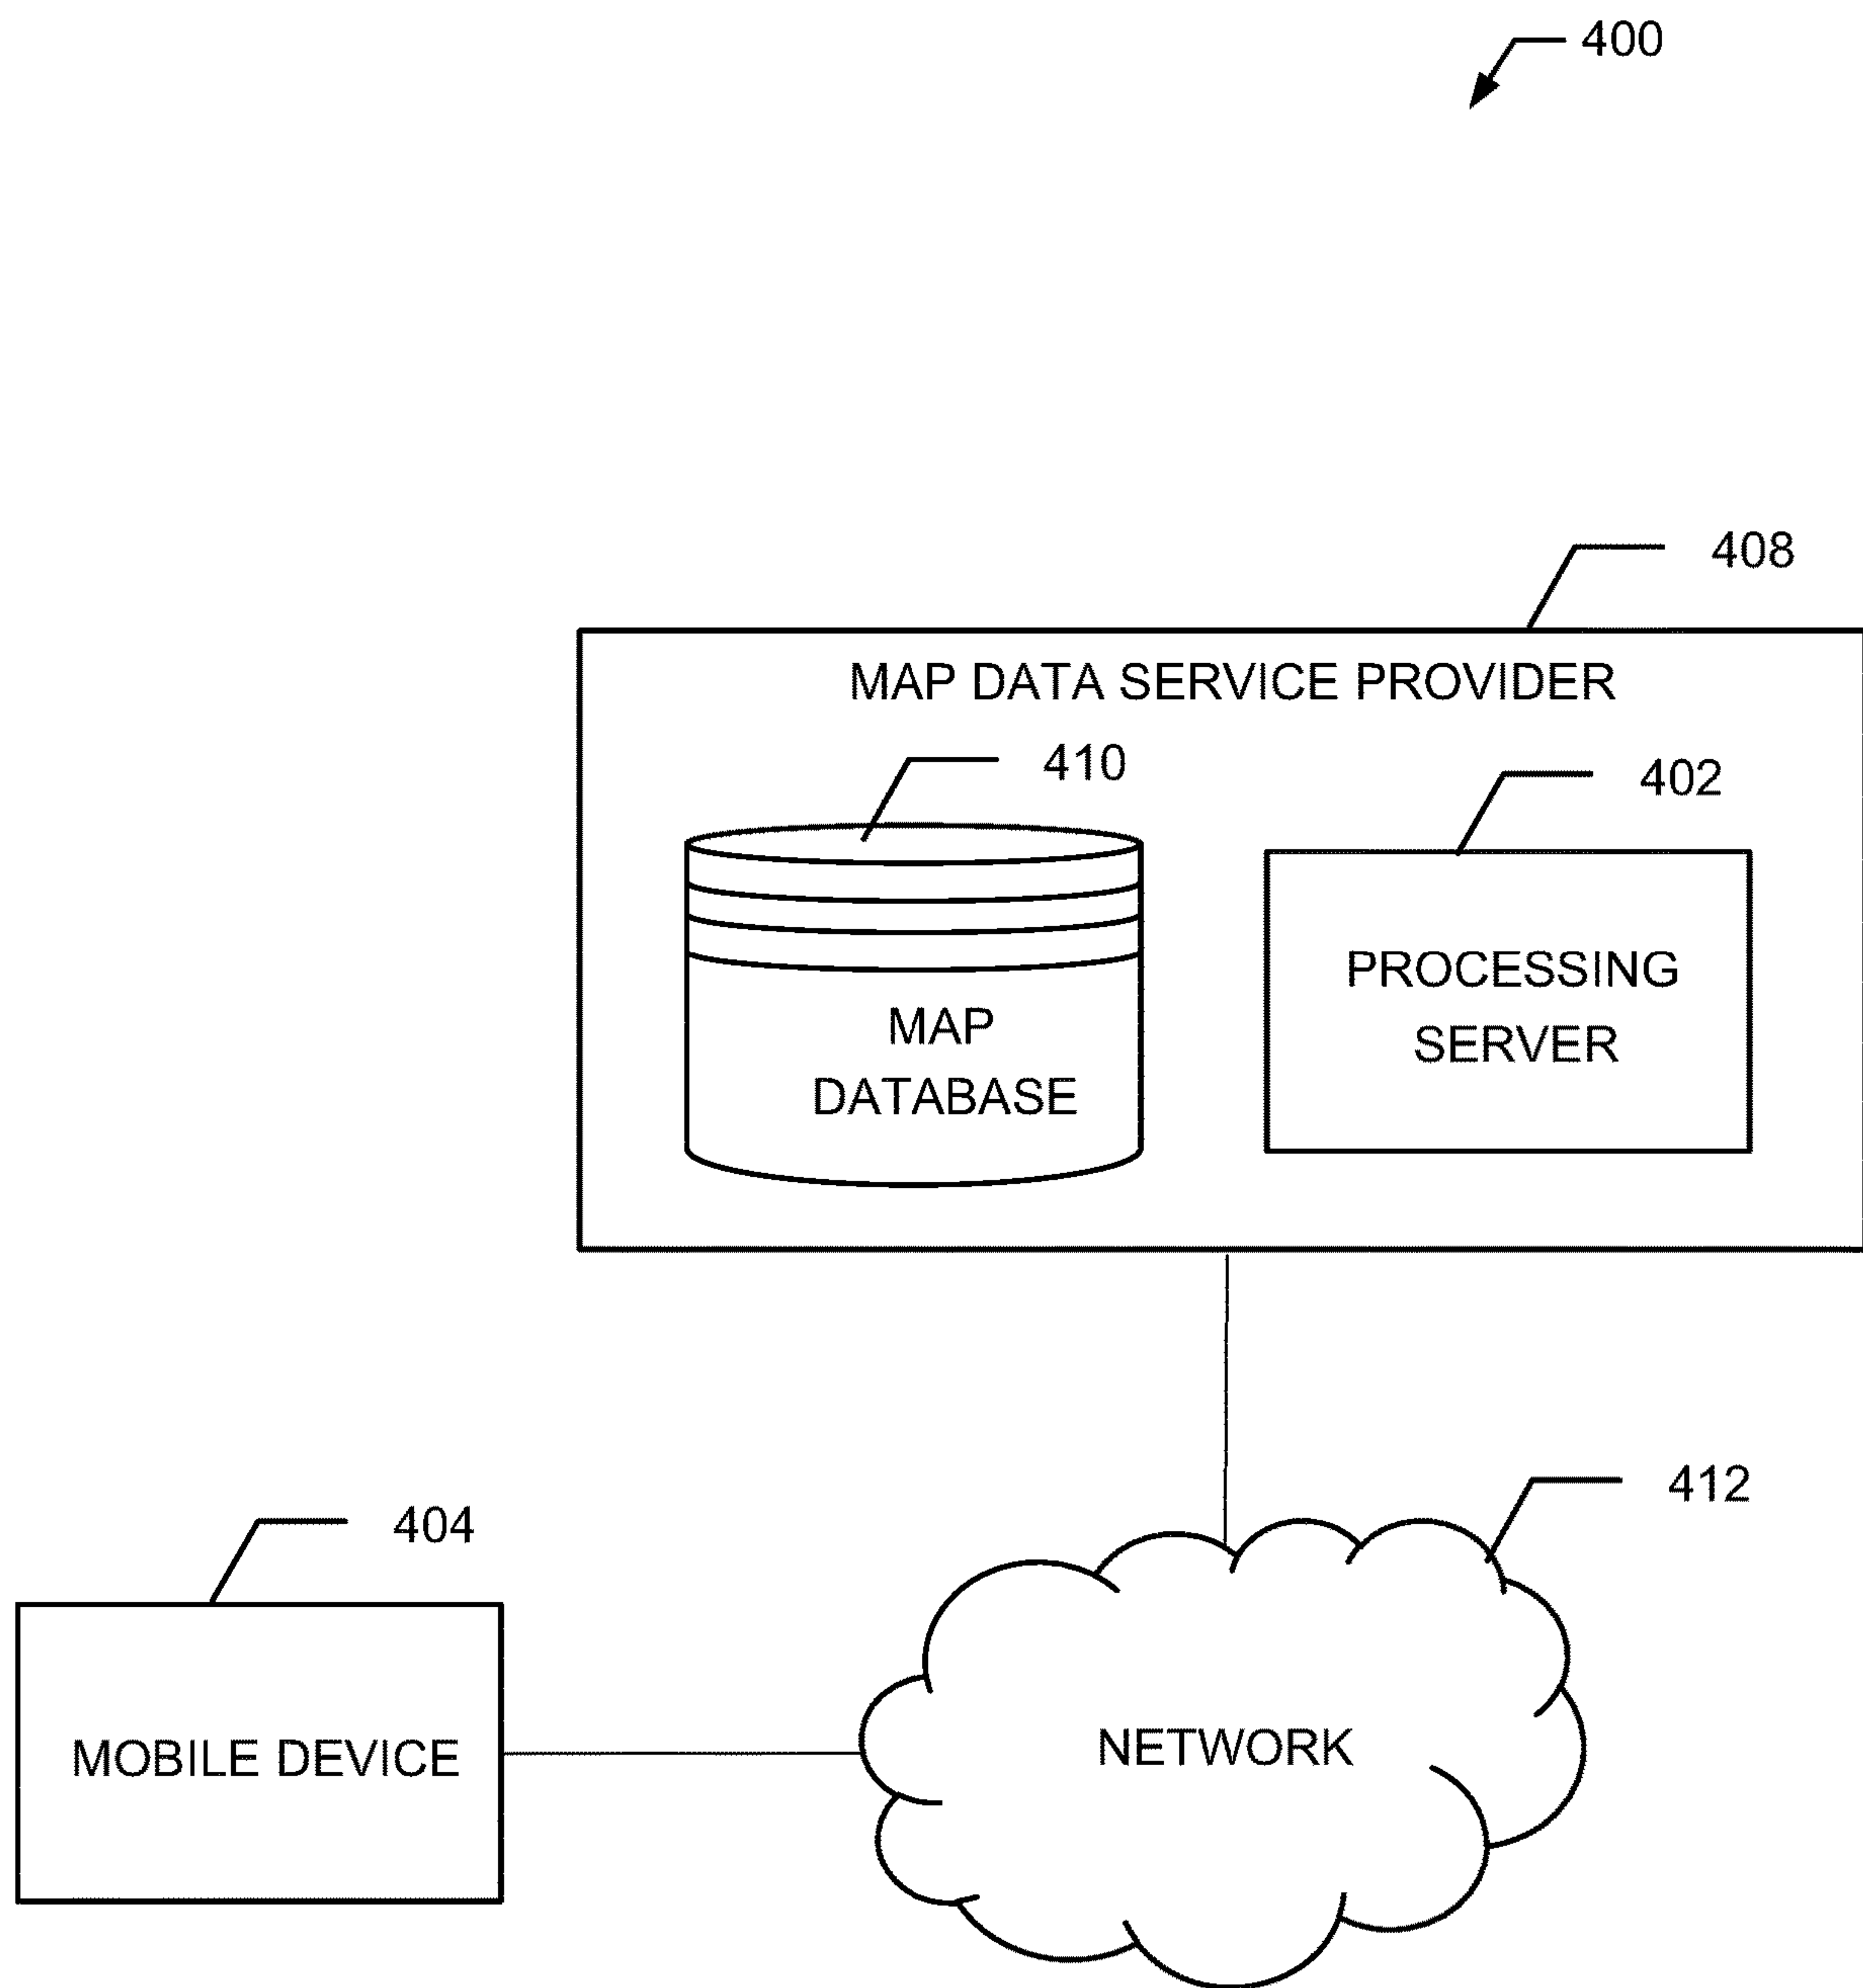 400
408
MAP DATA SERVICE PROVIDER
410
402
PROCESSING
SERVER
MAP
DATABASE
412
404
MOBILE DEVICE
NETWORK